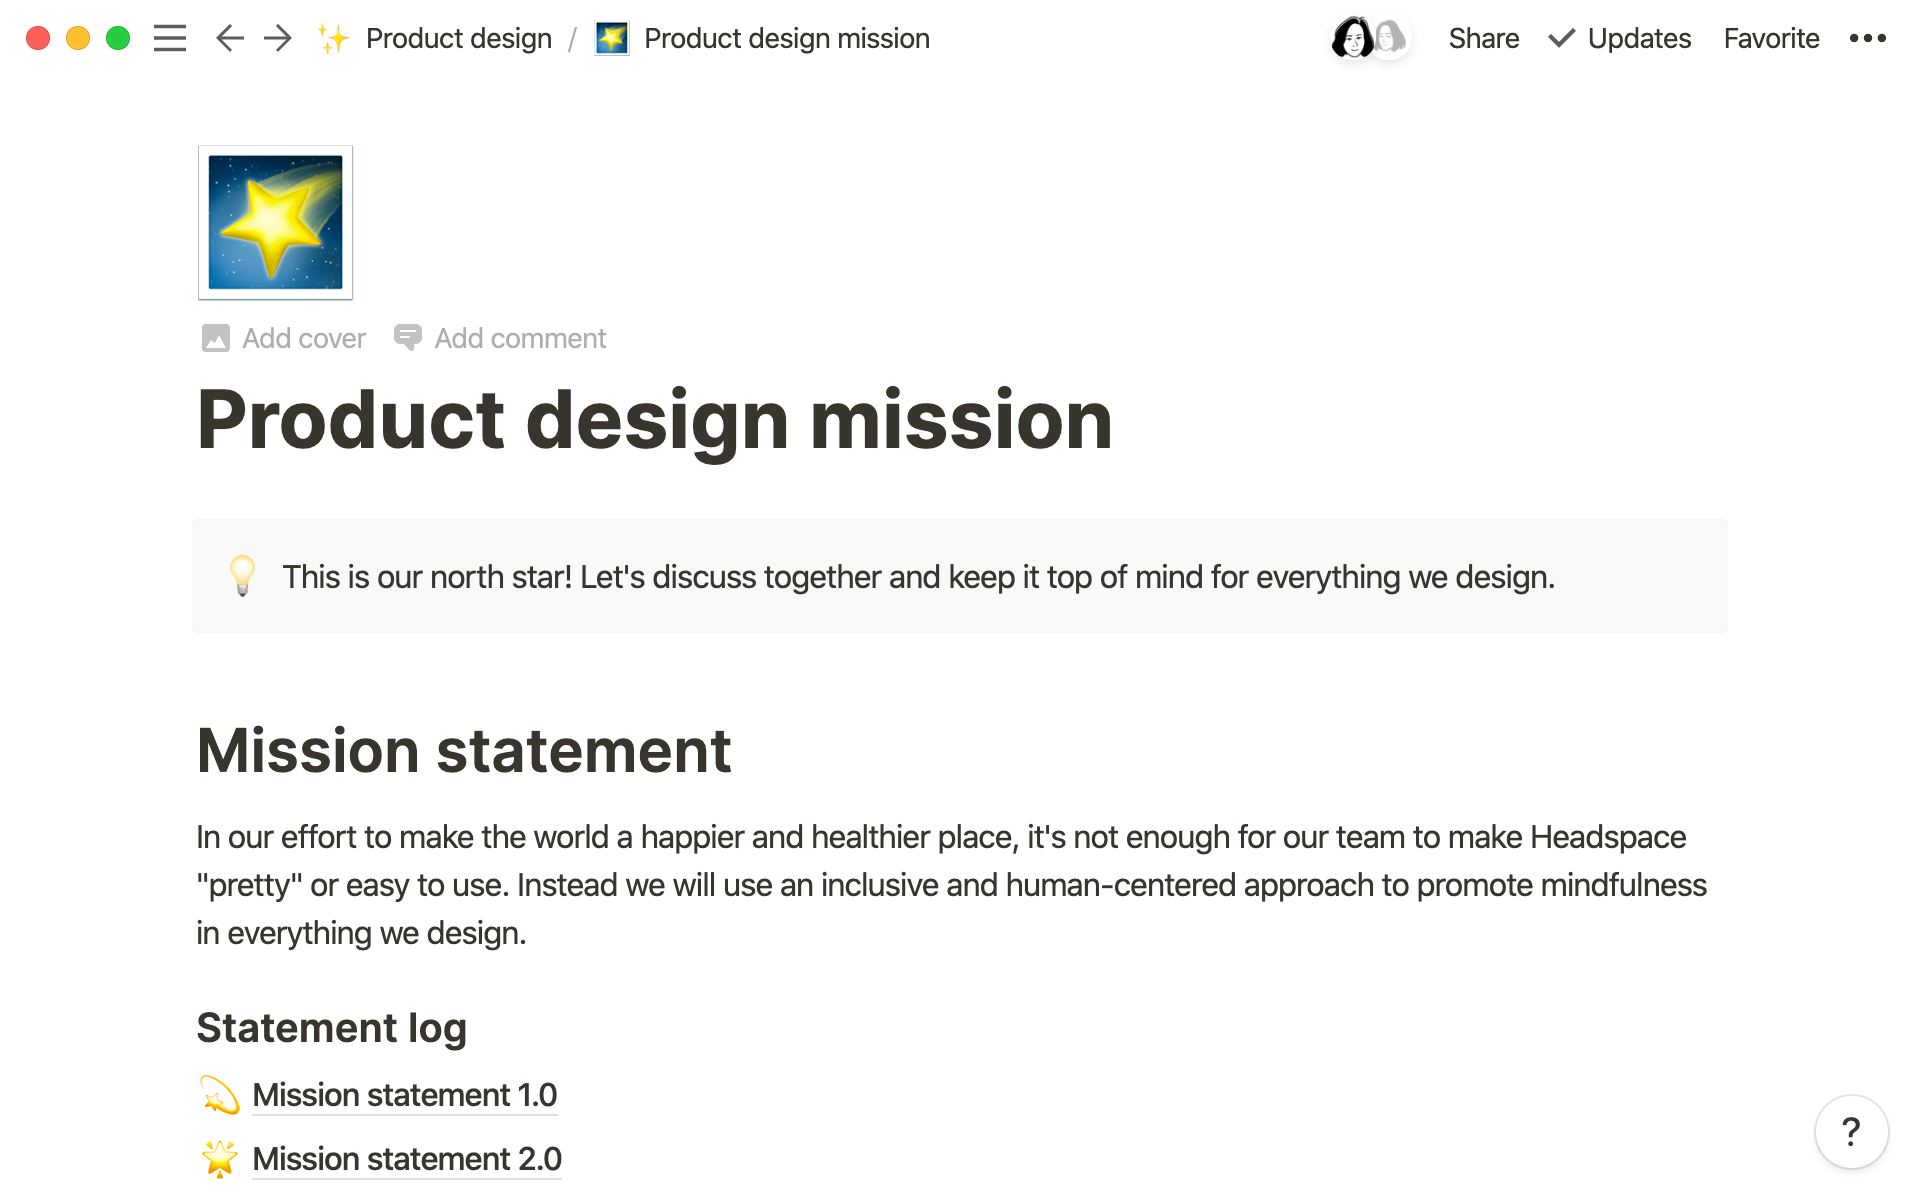 Product design / Product design mission
Share Updates Favorite
Add cover Add comment
Product design mission
This is our north star! Let's discuss together and keep it top of mind for everything we design.
Mission statement
In our effort to make the world a happier and healthier place, it's not enough for our team to make Headspace
"pretty" or easy to use. Instead we will use an inclusive and human-centered approach to promote mindfulness
in everything we design.
Statement log
Mission statement 1.0
Mission statement 2.0
?